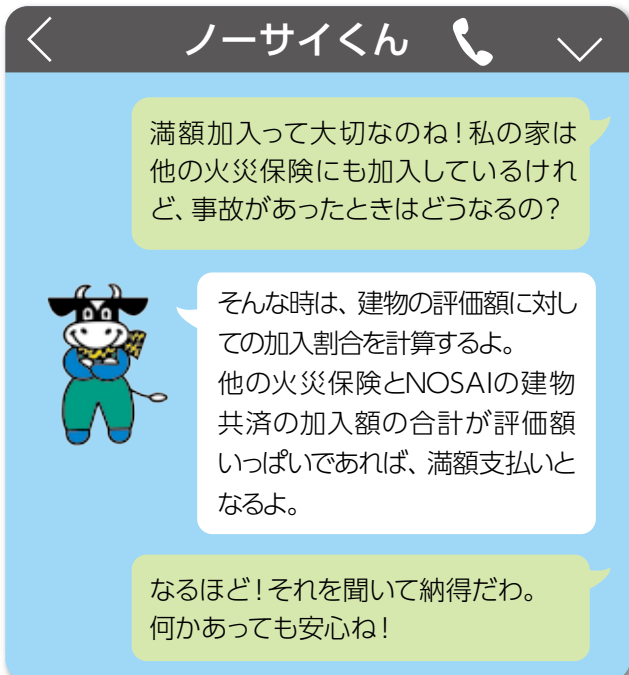 ノーサイくん
満額加入って大切なのね！私の家は
他の火災保険にも加入しているけれ
ど、事故があったときはどうなるの？
そんな時は、建物の評価額に対し
ての加入割合を計算するよ。
他の火災保険とNOSAIの建物
共済の加入額の合計が評価額
いっぱいであれば、満額支払いと
なるよ。
なるほど！それを聞いて納得だわ。
何かあっても安心ね！